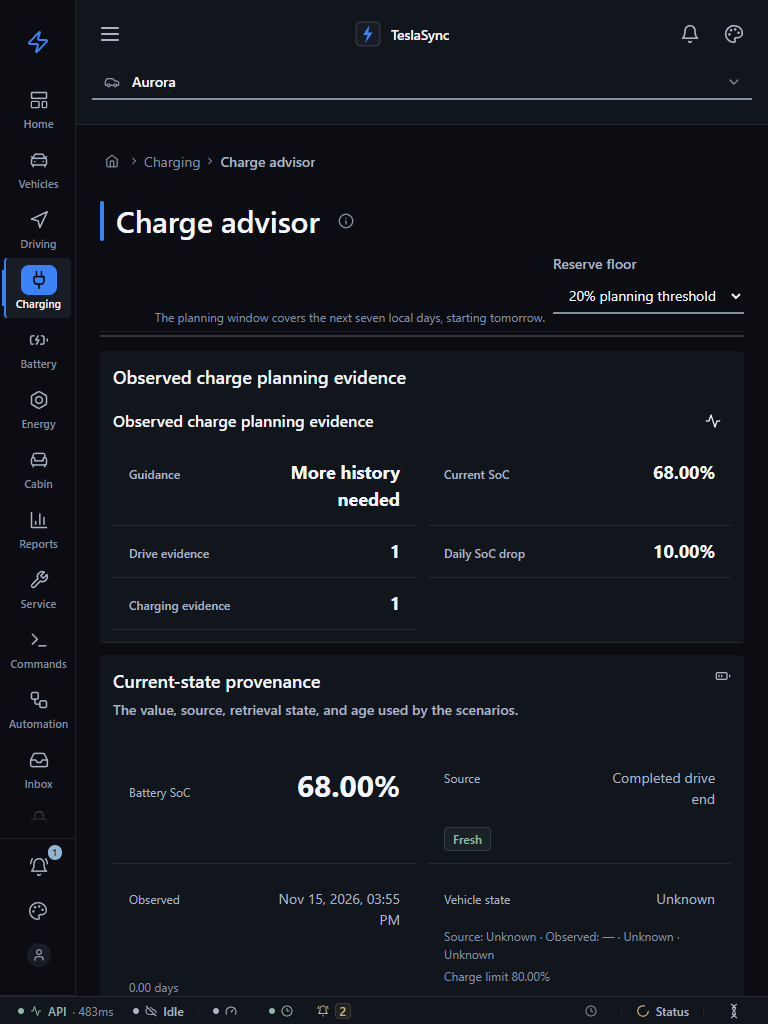 TeslaSync
Aurora
Home
Vehicles
Driving
Charging
Battery
Energy
Cabin
Reports
Service
Commands
Automation
Inbox
1
Charging
Charge advisor
Charge advisor
Reserve floor
20% planning threshold
The planning window covers the next seven local days, starting tomorrow.
Observed charge planning evidence
Observed charge planning evidence
Guidance
More history
needed
Current SoC
68.00%
Drive evidence
1
Daily SoC drop
10.00%
Charging evidence
1
Current-state provenance
The value, source, retrieval state, and age used by the scenarios.
Battery SoC
68.00%
Source
Completed drive
end
Fresh
Observed
Nov 15, 2026, 03:55
PM
0.00 days
Vehicle state
Unknown
Source: Unknown · Observed: — · Unknown ·
Unknown
Charge limit 80.00%
API · 483ms
Idle
2
Status